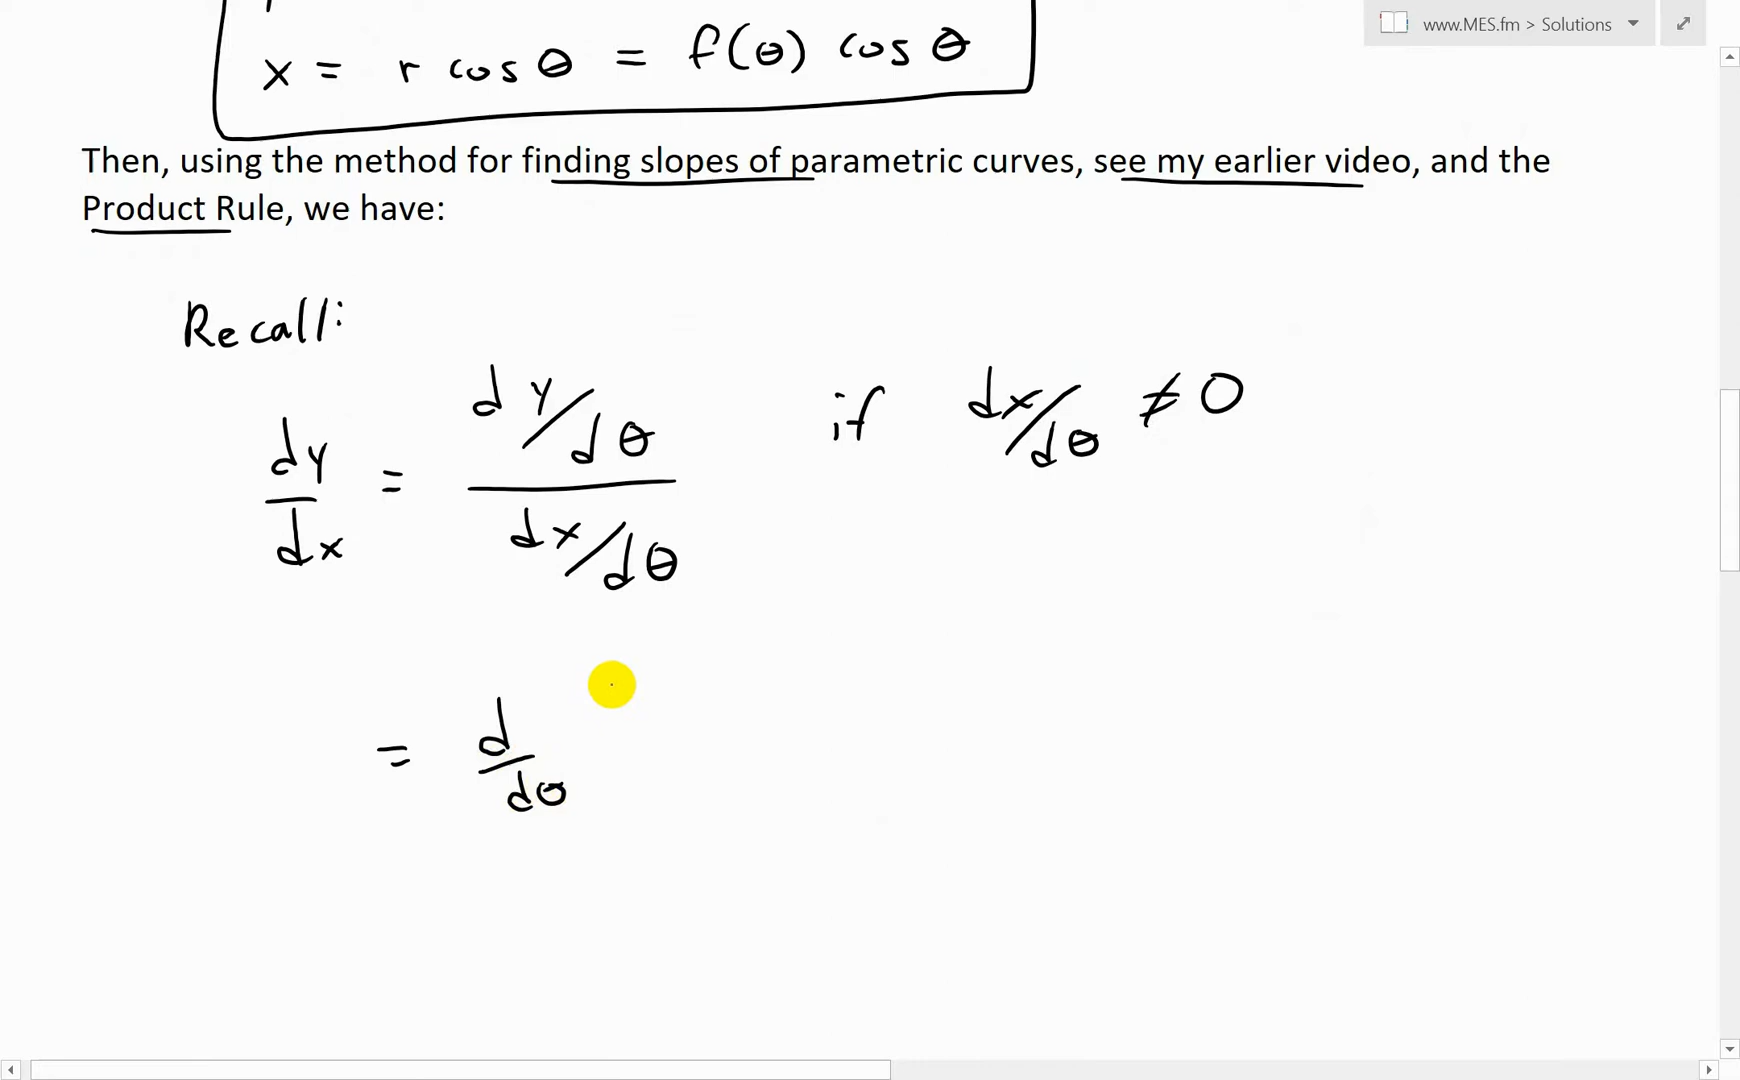 www.MES.fm > Solutions
x = r cos θ = f(θ) cos θ
Then, using the method for finding slopes of parametric curves, see my earlier video, and the
Product Rule, we have:
Recall:
dy/dx = (dy/dθ)/(dx/dθ) if dx/dθ ≠ 0
= d/dθ